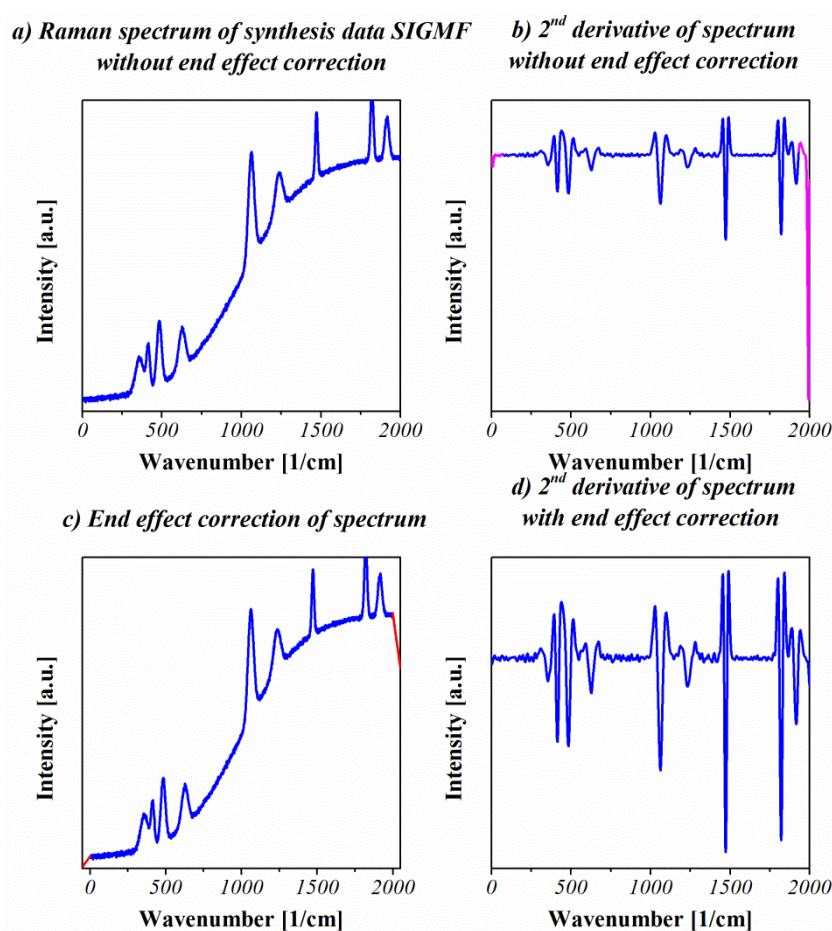 a) Raman spectrum of synthesis data SIGMF
without end effect correction
b) 2nd derivative of spectrum
without end effect correction
Intensity [a.u.]
0 500 1000 1500 2000
Wavenumber [1/cm]
Intensity [a.u.]
0 500 1000 1500 2000
Wavenumber [1/cm]
c) End effect correction of spectrum
d) 2nd derivative of spectrum
with end effect correction
Intensity [a.u.]
0 500 1000 1500 2000
Wavenumber [1/cm]
Intensity [a.u.]
0 500 1000 1500 2000
Wavenumber [1/cm]